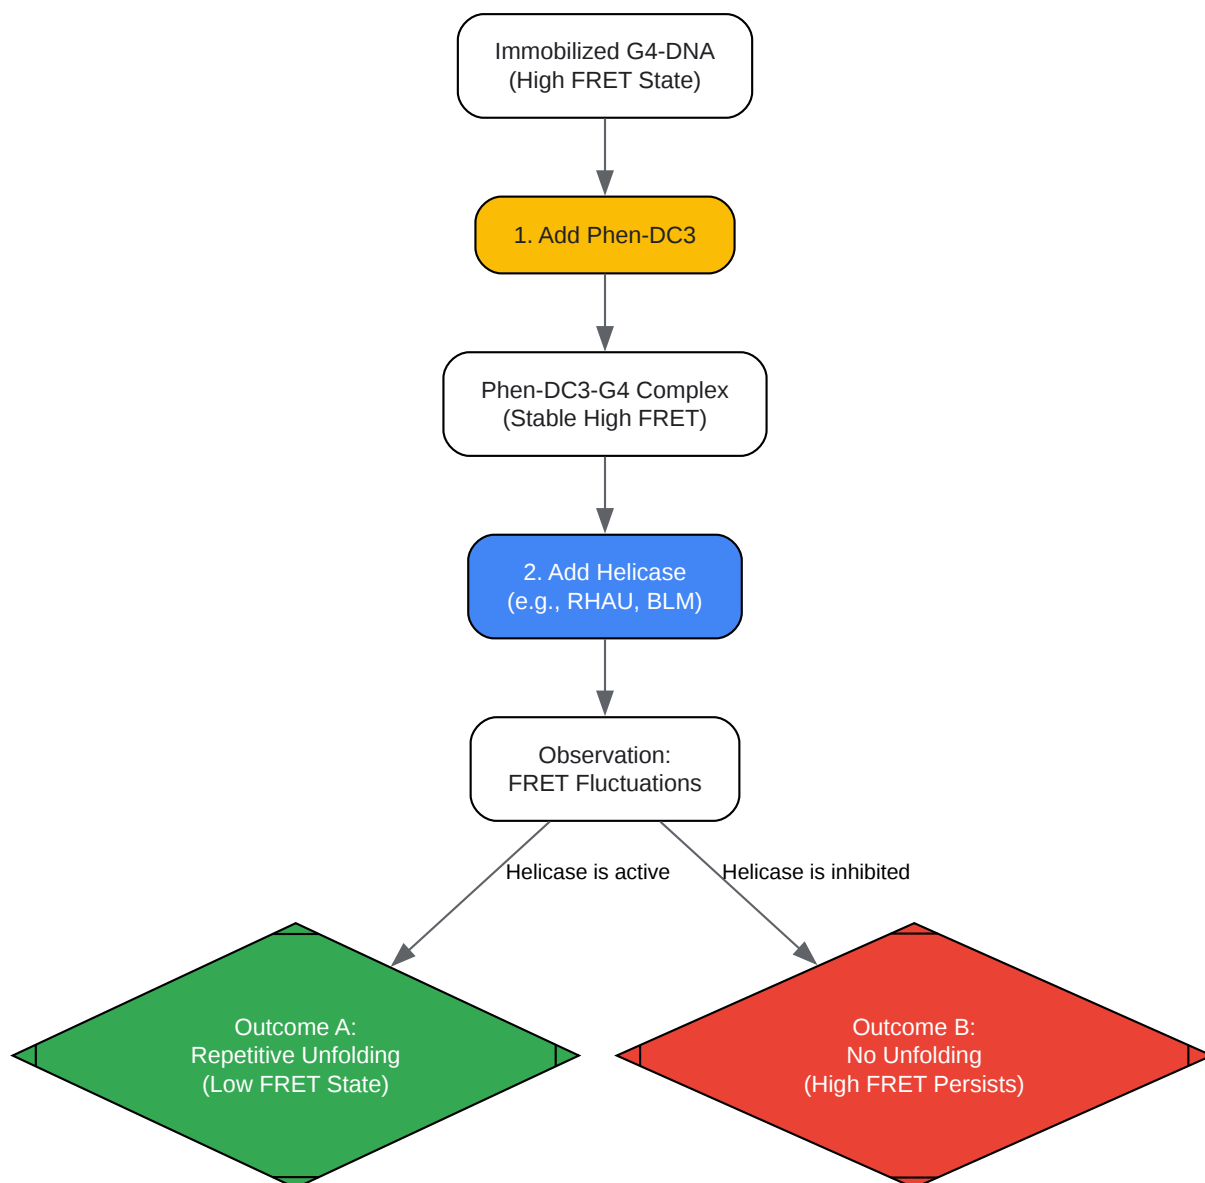 Immobilized G4-DNA
(High FRET State)
1. Add Phen-DC3
Phen-DC3-G4 Complex
(Stable High FRET)
2. Add Helicase
(e.g., RHAU, BLM)
Observation:
FRET Fluctuations
Helicase is active
Helicase is inhibited
Outcome A:
Repetitive Unfolding
(Low FRET State)
Outcome B:
No Unfolding
(High FRET Persists)